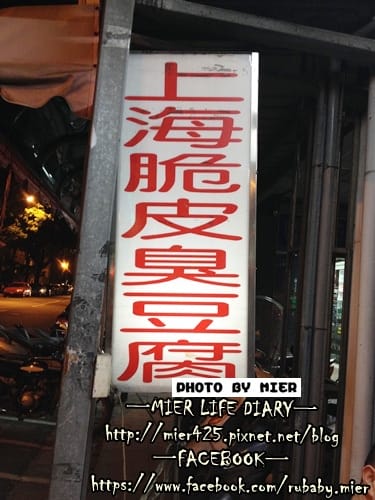 上海脆皮臭豆腐
PHOTO BY MIER
—MIER LIFE DIARY—
http://mier425.pixnet.net/blog
—FACEBOOK—
https://www.facebook.com/rubaby.mier